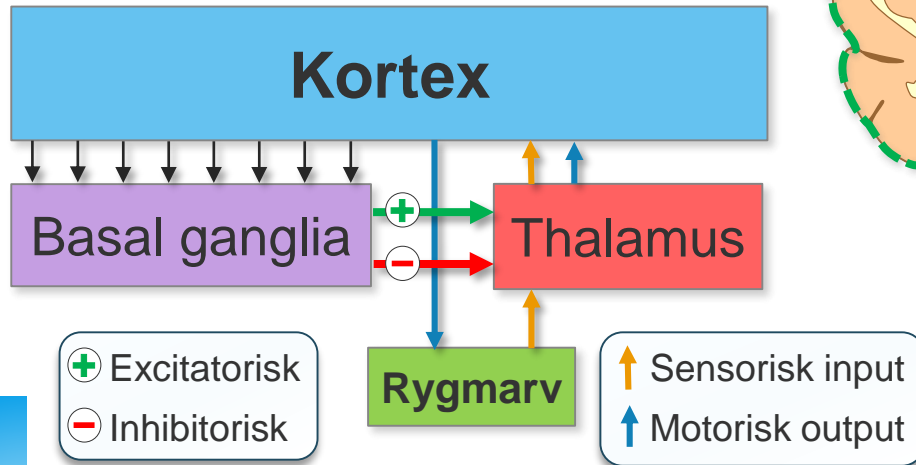 Kortex
Basal ganglia
+
−
Thalamus
Rygmarv
+ Excitatorisk
− Inhibitorisk
Sensorisk input
Motorisk output